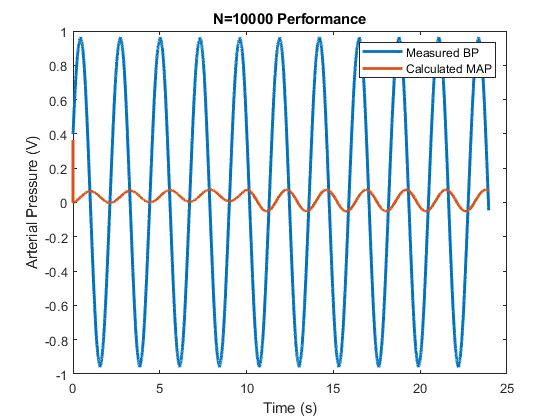 N=10000 Performance
Measured BP
Calculated MAP
Arterial Pressure (V)
1
0.8
0.6
0.4
0.2
0
-0.2
-0.4
-0.6
-0.8
-1
0 5 10 15 20 25
Time (s)